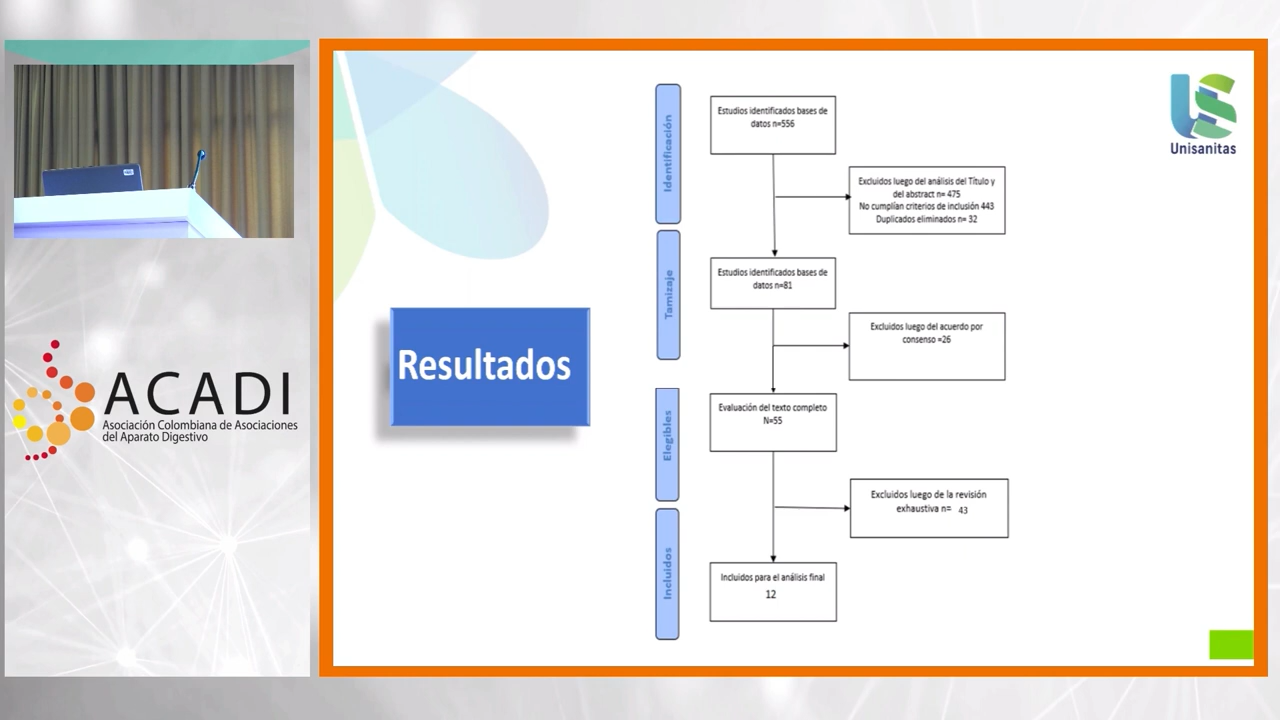 ACADI
Asociación Colombiana de Asociaciones
del Aparato Digestivo
Resultados
Identificación
Tamizaje
Elegibles
Incluidos
Estudios identificados bases de
datos n=556
Excluidos luego del análisis del Título y
del abstract n= 475
No cumplían criterios de inclusión 443
Duplicados eliminados n= 32
Estudios identificados bases de
datos n=81
Excluidos luego del acuerdo por
consenso =26
Evaluación del texto completo
N=55
Excluidos luego de la revisión
exhaustiva n= 43
Incluidos para el análisis final
12
US
Unisanitas